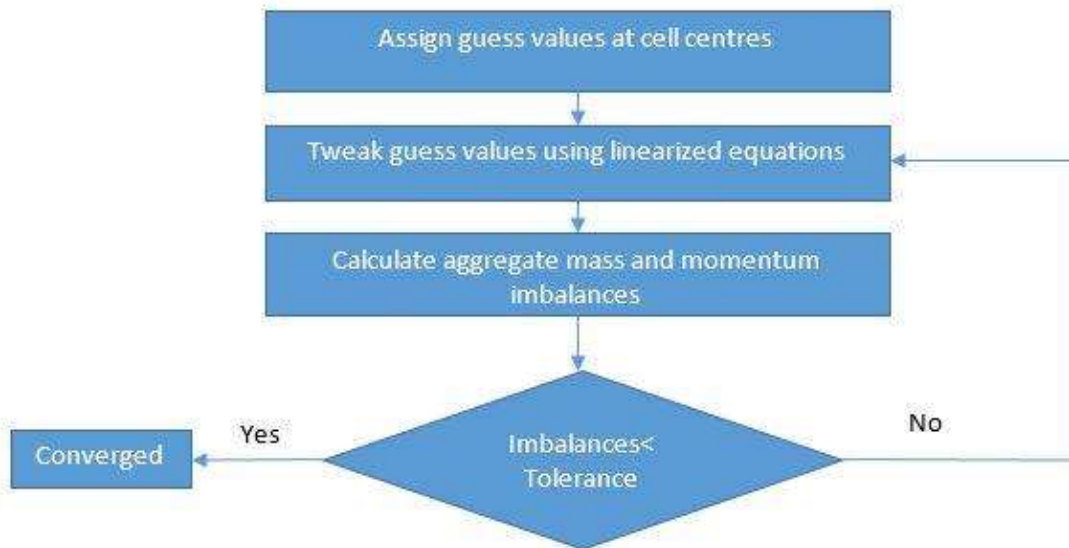 Assign guess values at cell centres
Tweak guess values using linearized equations
Calculate aggregate mass and momentum
imbalances
Yes
No
Converged
Imbalances<
Tolerance